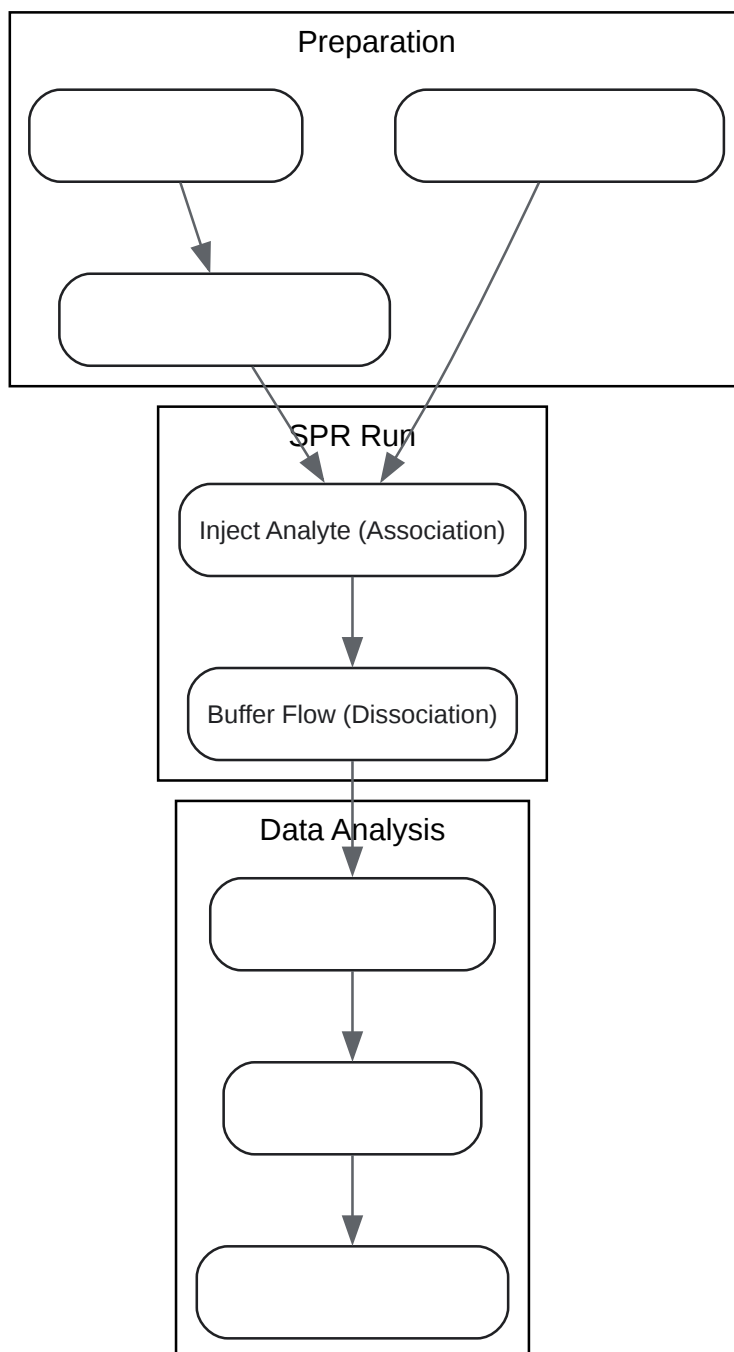 Preparation
SPR Run
Inject Analyte (Association)
Buffer Flow (Dissociation)
Data Analysis